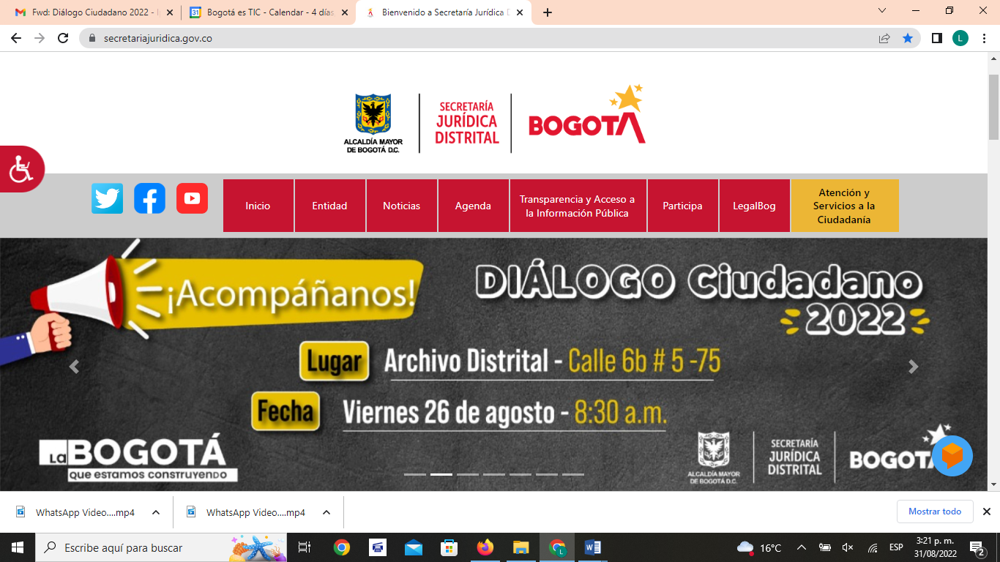 Fwd: Diálogo Ciudadano 2022 - I
Bogotá es TIC - Calendar - 4 días
Bienvenido a Secretaría Jurídica D
secretariajuridica.gov.co
L
ALCALDÍA MAYOR
DE BOGOTÁ D.C.
SECRETARÍA
JURÍDICA
DISTRITAL
BOGOTÁ
Inicio
Entidad
Noticias
Agenda
Transparencia y Acceso a
la Información Pública
Participa
LegalBog
Atención y
Servicios a la
Ciudadanía
¡Acompáñanos!
DIÁLOGO Ciudadano
2022
Lugar
Archivo Distrital - Calle 6b # 5 -75
Fecha
Viernes 26 de agosto - 8:30 a.m.
La BOGOTÁ
que estamos construyendo
ALCALDÍA MAYOR
DE BOGOTÁ D.C.
SECRETARÍA
JURÍDICA
DISTRITAL
BOGOTÁ
WhatsApp Video....mp4
WhatsApp Video....mp4
Mostrar todo
Escribe aquí para buscar
16°C
ESP
3:21 p. m.
31/08/2022
2